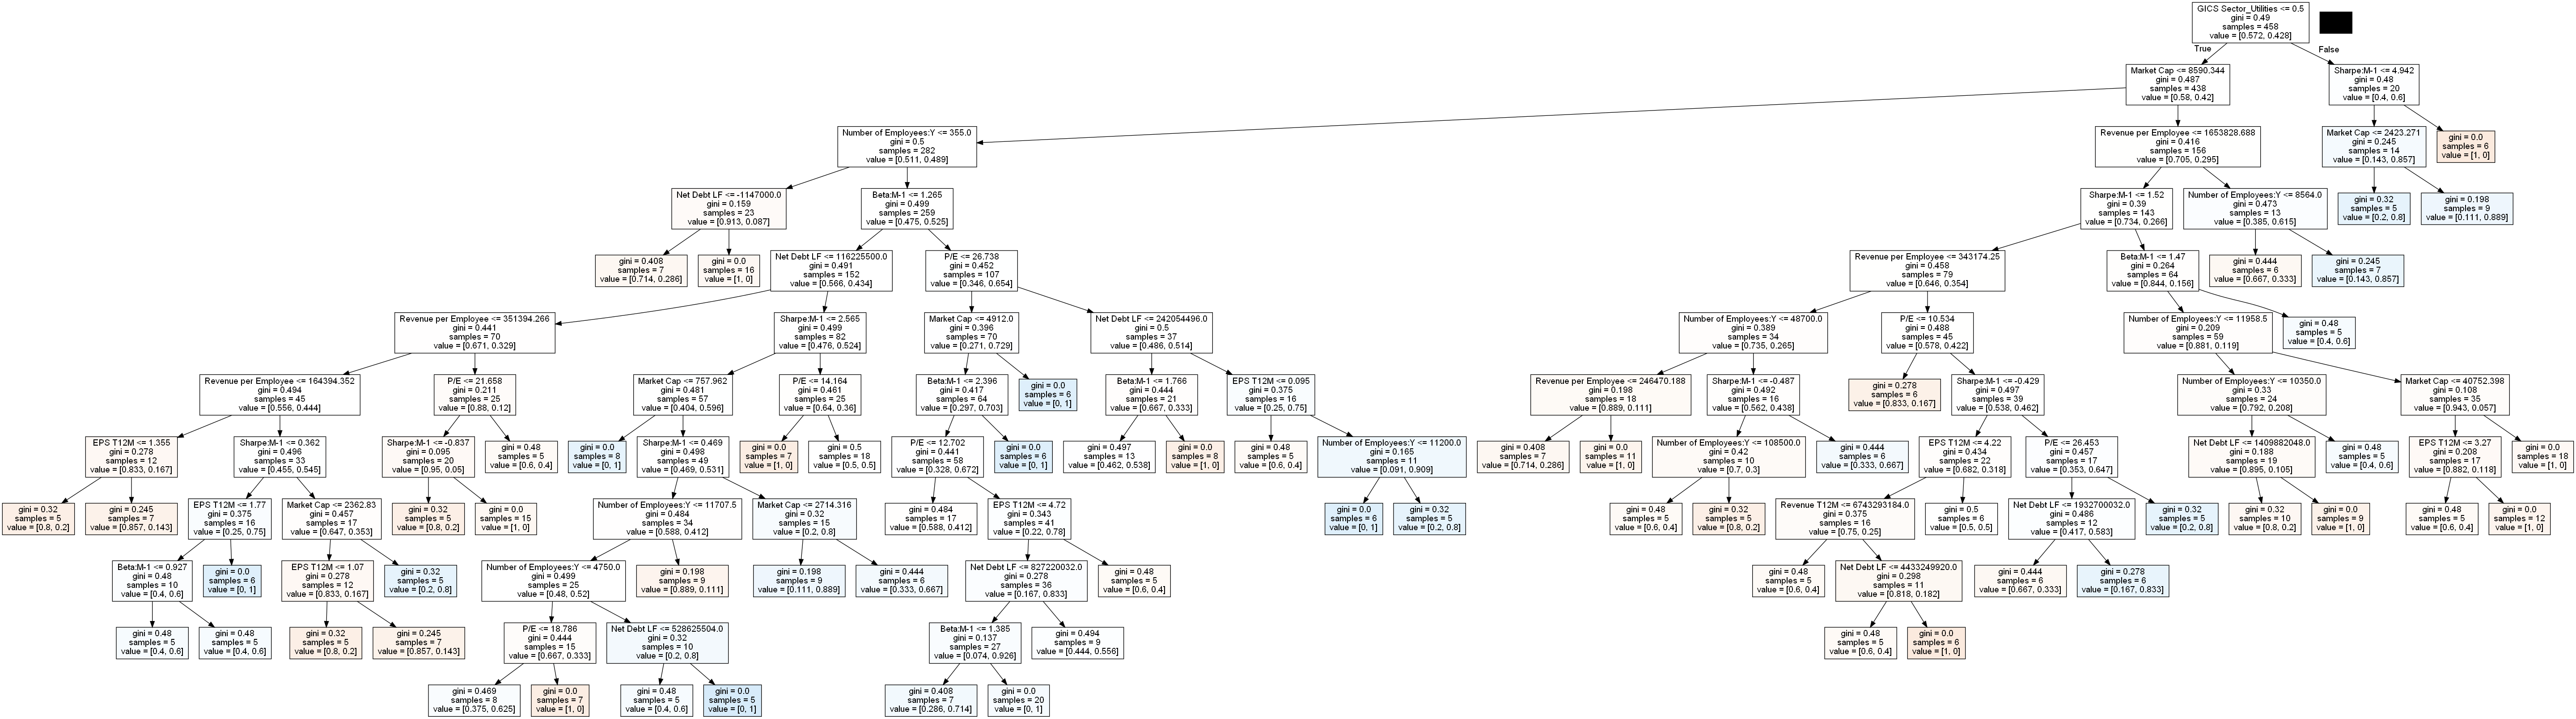 GICS Sector_Utilities <= 0.5
gini = 0.49
samples = 458
value = [0.572, 0.428]
True
False
Market Cap <= 8590.344
gini = 0.487
samples = 438
value = [0.58, 0.42]
Sharpe:M-1 <= 4.942
gini = 0.48
samples = 20
value = [0.4, 0.6]
Number of Employees:Y <= 355.0
gini = 0.5
samples = 282
value = [0.511, 0.489]
Revenue per Employee <= 1653828.688
gini = 0.416
samples = 156
value = [0.705, 0.295]
Market Cap <= 2423.271
gini = 0.245
samples = 14
value = [0.143, 0.857]
gini = 0.0
samples = 6
value = [1, 0]
Net Debt LF <= -1147000.0
gini = 0.159
samples = 23
value = [0.913, 0.087]
Beta:M-1 <= 1.265
gini = 0.499
samples = 259
value = [0.475, 0.525]
Sharpe:M-1 <= 1.52
gini = 0.39
samples = 143
value = [0.734, 0.266]
Number of Employees:Y <= 8564.0
gini = 0.473
samples = 13
value = [0.385, 0.615]
gini = 0.32
samples = 5
value = [0.2, 0.8]
gini = 0.198
samples = 9
value = [0.111, 0.889]
gini = 0.408
samples = 7
value = [0.714, 0.286]
gini = 0.0
samples = 16
value = [1, 0]
Net Debt LF <= 116225500.0
gini = 0.491
samples = 152
value = [0.566, 0.434]
P/E <= 26.738
gini = 0.452
samples = 107
value = [0.346, 0.654]
Revenue per Employee <= 343174.25
gini = 0.458
samples = 79
value = [0.646, 0.354]
Beta:M-1 <= 1.47
gini = 0.264
samples = 64
value = [0.844, 0.156]
gini = 0.444
samples = 6
value = [0.667, 0.333]
gini = 0.245
samples = 7
value = [0.143, 0.857]
Revenue per Employee <= 351394.266
gini = 0.441
samples = 70
value = [0.671, 0.329]
Sharpe:M-1 <= 2.565
gini = 0.499
samples = 82
value = [0.476, 0.524]
Market Cap <= 4912.0
gini = 0.396
samples = 70
value = [0.271, 0.729]
Net Debt LF <= 242054496.0
gini = 0.5
samples = 37
value = [0.486, 0.514]
Number of Employees:Y <= 48700.0
gini = 0.389
samples = 34
value = [0.735, 0.265]
P/E <= 10.534
gini = 0.488
samples = 45
value = [0.578, 0.422]
Number of Employees:Y <= 11958.5
gini = 0.209
samples = 59
value = [0.881, 0.119]
gini = 0.48
samples = 5
value = [0.4, 0.6]
Revenue per Employee <= 164394.352
gini = 0.494
samples = 45
value = [0.556, 0.444]
P/E <= 21.658
gini = 0.211
samples = 25
value = [0.88, 0.12]
Market Cap <= 757.962
gini = 0.481
samples = 57
value = [0.404, 0.596]
P/E <= 14.164
gini = 0.461
samples = 25
value = [0.64, 0.36]
Beta:M-1 <= 2.396
gini = 0.417
samples = 64
value = [0.297, 0.703]
gini = 0.0
samples = 6
value = [0, 1]
Beta:M-1 <= 1.766
gini = 0.444
samples = 21
value = [0.667, 0.333]
EPS T12M <= 0.095
gini = 0.375
samples = 16
value = [0.25, 0.75]
Revenue per Employee <= 246470.188
gini = 0.198
samples = 18
value = [0.889, 0.111]
Sharpe:M-1 <= -0.487
gini = 0.492
samples = 16
value = [0.562, 0.438]
gini = 0.278
samples = 6
value = [0.833, 0.167]
Sharpe:M-1 <= -0.429
gini = 0.497
samples = 39
value = [0.538, 0.462]
Number of Employees:Y <= 10350.0
gini = 0.33
samples = 24
value = [0.792, 0.208]
Market Cap <= 40752.398
gini = 0.108
samples = 35
value = [0.943, 0.057]
EPS T12M <= 1.355
gini = 0.278
samples = 12
value = [0.833, 0.167]
Sharpe:M-1 <= 0.362
gini = 0.496
samples = 33
value = [0.455, 0.545]
Sharpe:M-1 <= -0.837
gini = 0.095
samples = 20
value = [0.95, 0.05]
gini = 0.48
samples = 5
value = [0.6, 0.4]
gini = 0.0
samples = 8
value = [0, 1]
Sharpe:M-1 <= 0.469
gini = 0.498
samples = 49
value = [0.469, 0.531]
gini = 0.0
samples = 7
value = [1, 0]
gini = 0.5
samples = 18
value = [0.5, 0.5]
P/E <= 12.702
gini = 0.441
samples = 58
value = [0.328, 0.672]
gini = 0.0
samples = 6
value = [0, 1]
gini = 0.497
samples = 13
value = [0.462, 0.538]
gini = 0.0
samples = 8
value = [1, 0]
gini = 0.48
samples = 5
value = [0.6, 0.4]
Number of Employees:Y <= 11200.0
gini = 0.165
samples = 11
value = [0.091, 0.909]
gini = 0.408
samples = 7
value = [0.714, 0.286]
gini = 0.0
samples = 11
value = [1, 0]
Number of Employees:Y <= 108500.0
gini = 0.42
samples = 10
value = [0.7, 0.3]
gini = 0.444
samples = 6
value = [0.333, 0.667]
EPS T12M <= 4.22
gini = 0.434
samples = 22
value = [0.682, 0.318]
P/E <= 26.453
gini = 0.457
samples = 17
value = [0.353, 0.647]
Net Debt LF <= 1409882048.0
gini = 0.188
samples = 19
value = [0.895, 0.105]
gini = 0.48
samples = 5
value = [0.4, 0.6]
EPS T12M <= 3.27
gini = 0.208
samples = 17
value = [0.882, 0.118]
gini = 0.0
samples = 18
value = [1, 0]
gini = 0.32
samples = 5
value = [0.8, 0.2]
gini = 0.245
samples = 7
value = [0.857, 0.143]
EPS T12M <= 1.77
gini = 0.375
samples = 16
value = [0.25, 0.75]
Market Cap <= 2362.83
gini = 0.457
samples = 17
value = [0.647, 0.353]
gini = 0.32
samples = 5
value = [0.8, 0.2]
gini = 0.0
samples = 15
value = [1, 0]
Number of Employees:Y <= 11707.5
gini = 0.484
samples = 34
value = [0.588, 0.412]
Market Cap <= 2714.316
gini = 0.32
samples = 15
value = [0.2, 0.8]
gini = 0.484
samples = 17
value = [0.588, 0.412]
EPS T12M <= 4.72
gini = 0.343
samples = 41
value = [0.22, 0.78]
gini = 0.0
samples = 6
value = [0, 1]
gini = 0.32
samples = 5
value = [0.2, 0.8]
gini = 0.48
samples = 5
value = [0.6, 0.4]
gini = 0.32
samples = 5
value = [0.8, 0.2]
Revenue T12M <= 6743293184.0
gini = 0.375
samples = 16
value = [0.75, 0.25]
gini = 0.5
samples = 6
value = [0.5, 0.5]
Net Debt LF <= 1932700032.0
gini = 0.486
samples = 12
value = [0.417, 0.583]
gini = 0.32
samples = 5
value = [0.2, 0.8]
gini = 0.32
samples = 10
value = [0.8, 0.2]
gini = 0.0
samples = 9
value = [1, 0]
gini = 0.48
samples = 5
value = [0.6, 0.4]
gini = 0.0
samples = 12
value = [1, 0]
Beta:M-1 <= 0.927
gini = 0.48
samples = 10
value = [0.4, 0.6]
gini = 0.0
samples = 6
value = [0, 1]
EPS T12M <= 1.07
gini = 0.278
samples = 12
value = [0.833, 0.167]
gini = 0.32
samples = 5
value = [0.2, 0.8]
Number of Employees:Y <= 4750.0
gini = 0.499
samples = 25
value = [0.48, 0.52]
gini = 0.198
samples = 9
value = [0.889, 0.111]
gini = 0.198
samples = 9
value = [0.111, 0.889]
gini = 0.444
samples = 6
value = [0.333, 0.667]
Net Debt LF <= 827220032.0
gini = 0.278
samples = 36
value = [0.167, 0.833]
gini = 0.48
samples = 5
value = [0.6, 0.4]
gini = 0.48
samples = 5
value = [0.6, 0.4]
Net Debt LF <= 4433249920.0
gini = 0.298
samples = 11
value = [0.818, 0.182]
gini = 0.444
samples = 6
value = [0.667, 0.333]
gini = 0.278
samples = 6
value = [0.167, 0.833]
gini = 0.48
samples = 5
value = [0.4, 0.6]
gini = 0.48
samples = 5
value = [0.4, 0.6]
gini = 0.32
samples = 5
value = [0.8, 0.2]
gini = 0.245
samples = 7
value = [0.857, 0.143]
P/E <= 18.786
gini = 0.444
samples = 15
value = [0.667, 0.333]
Net Debt LF <= 528625504.0
gini = 0.32
samples = 10
value = [0.2, 0.8]
Beta:M-1 <= 1.385
gini = 0.137
samples = 27
value = [0.074, 0.926]
gini = 0.494
samples = 9
value = [0.444, 0.556]
gini = 0.48
samples = 5
value = [0.6, 0.4]
gini = 0.0
samples = 6
value = [1, 0]
gini = 0.469
samples = 8
value = [0.375, 0.625]
gini = 0.0
samples = 7
value = [1, 0]
gini = 0.48
samples = 5
value = [0.4, 0.6]
gini = 0.0
samples = 5
value = [0, 1]
gini = 0.408
samples = 7
value = [0.286, 0.714]
gini = 0.0
samples = 20
value = [0, 1]